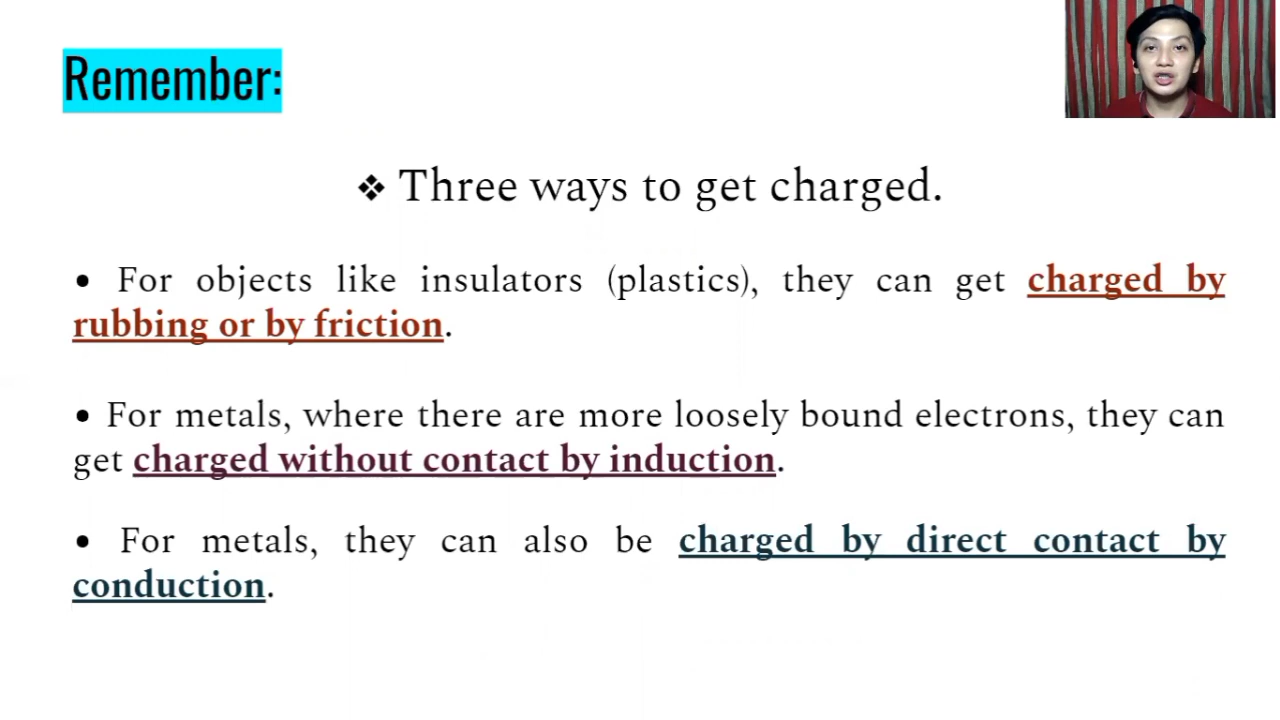 Remember:
❖ Three ways to get charged.
• For objects like insulators (plastics), they can get charged by
rubbing or by friction.
• For metals, where there are more loosely bound electrons, they can
get charged without contact by induction.
• For metals, they can also be charged by direct contact by
conduction.